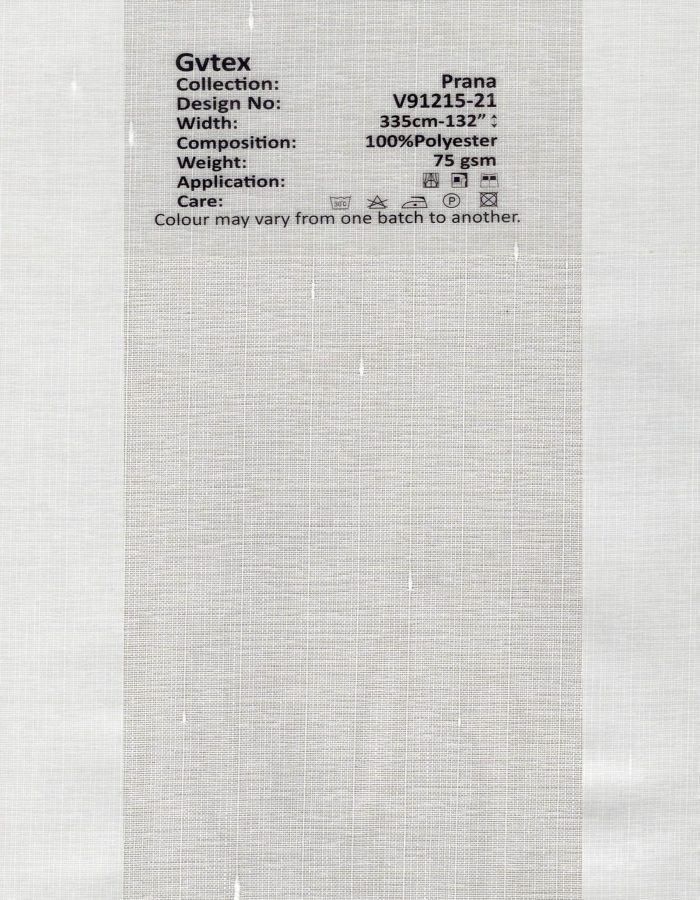 Gvtex
Collection: Prana
Design No: V91215-21
Width: 335cm-132”
Composition: 100%Polyester
Weight: 75 gsm
Application:
Care: 30°C P
Colour may vary from one batch to another.